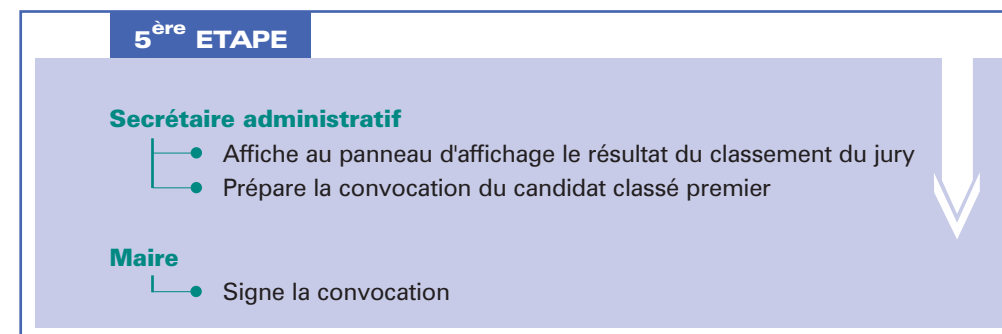 5ère ETAPE
Secrétaire administratif
Affiche au panneau d'affichage le résultat du classement du jury
Prépare la convocation du candidat classé premier
Maire
Signe la convocation